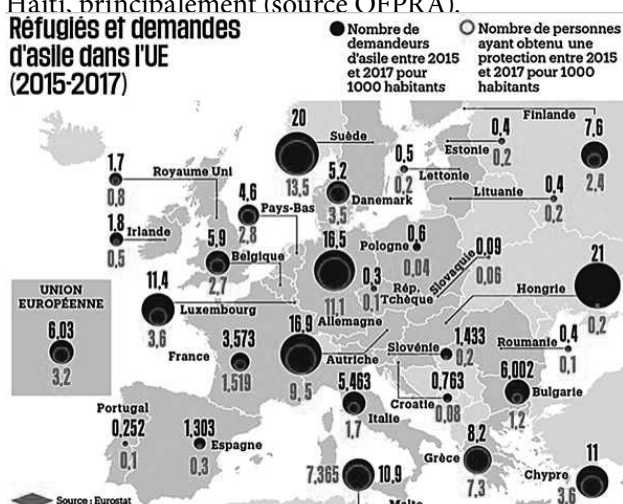 Haïti, principalement (source OFPRA).
Réfugiés et demandes
d'asile dans l'UE
(2015-2017)
Nombre de
demandeurs
d'asile entre 2015
et 2017 pour
1000 habitants
Nombre de personnes
ayant obtenu une
protection entre 2015
et 2017 pour 1000
habitants
Finlande
7,6
2,4
20
Suède
13,5
0,4
Estonie
0,2
0,5
Lettonie
0,2
Lituanie
0,4
0,2
1,7
Royaume Uni
0,8
4,6
Pays-Bas
2,8
5,2
Danemark
3,5
1,8
Irlande
0,5
5,9
Belgique
2,7
16,5
Allemagne
11,1
Pologne
0,6
0,04
Slovaquie
0,09
0,06
0,3
Rép.
Tchèque
0,1
Hongrie
21
0,2
UNION
EUROPÉENNE
6,03
3,2
11,4
Luxembourg
3,6
3,573
France
1,519
16,9
Autriche
9,5
Slovénie
1,433
0,2
Roumanie
0,4
0,1
5,463
Italie
1,7
0,763
Croatie
0,08
6,002
Bulgarie
1,2
Portugal
0,252
0,1
1,303
Espagne
0,3
8,2
Grèce
7,3
11
Chypre
3,6
7,365
10,9
Malte
Source : Eurostat